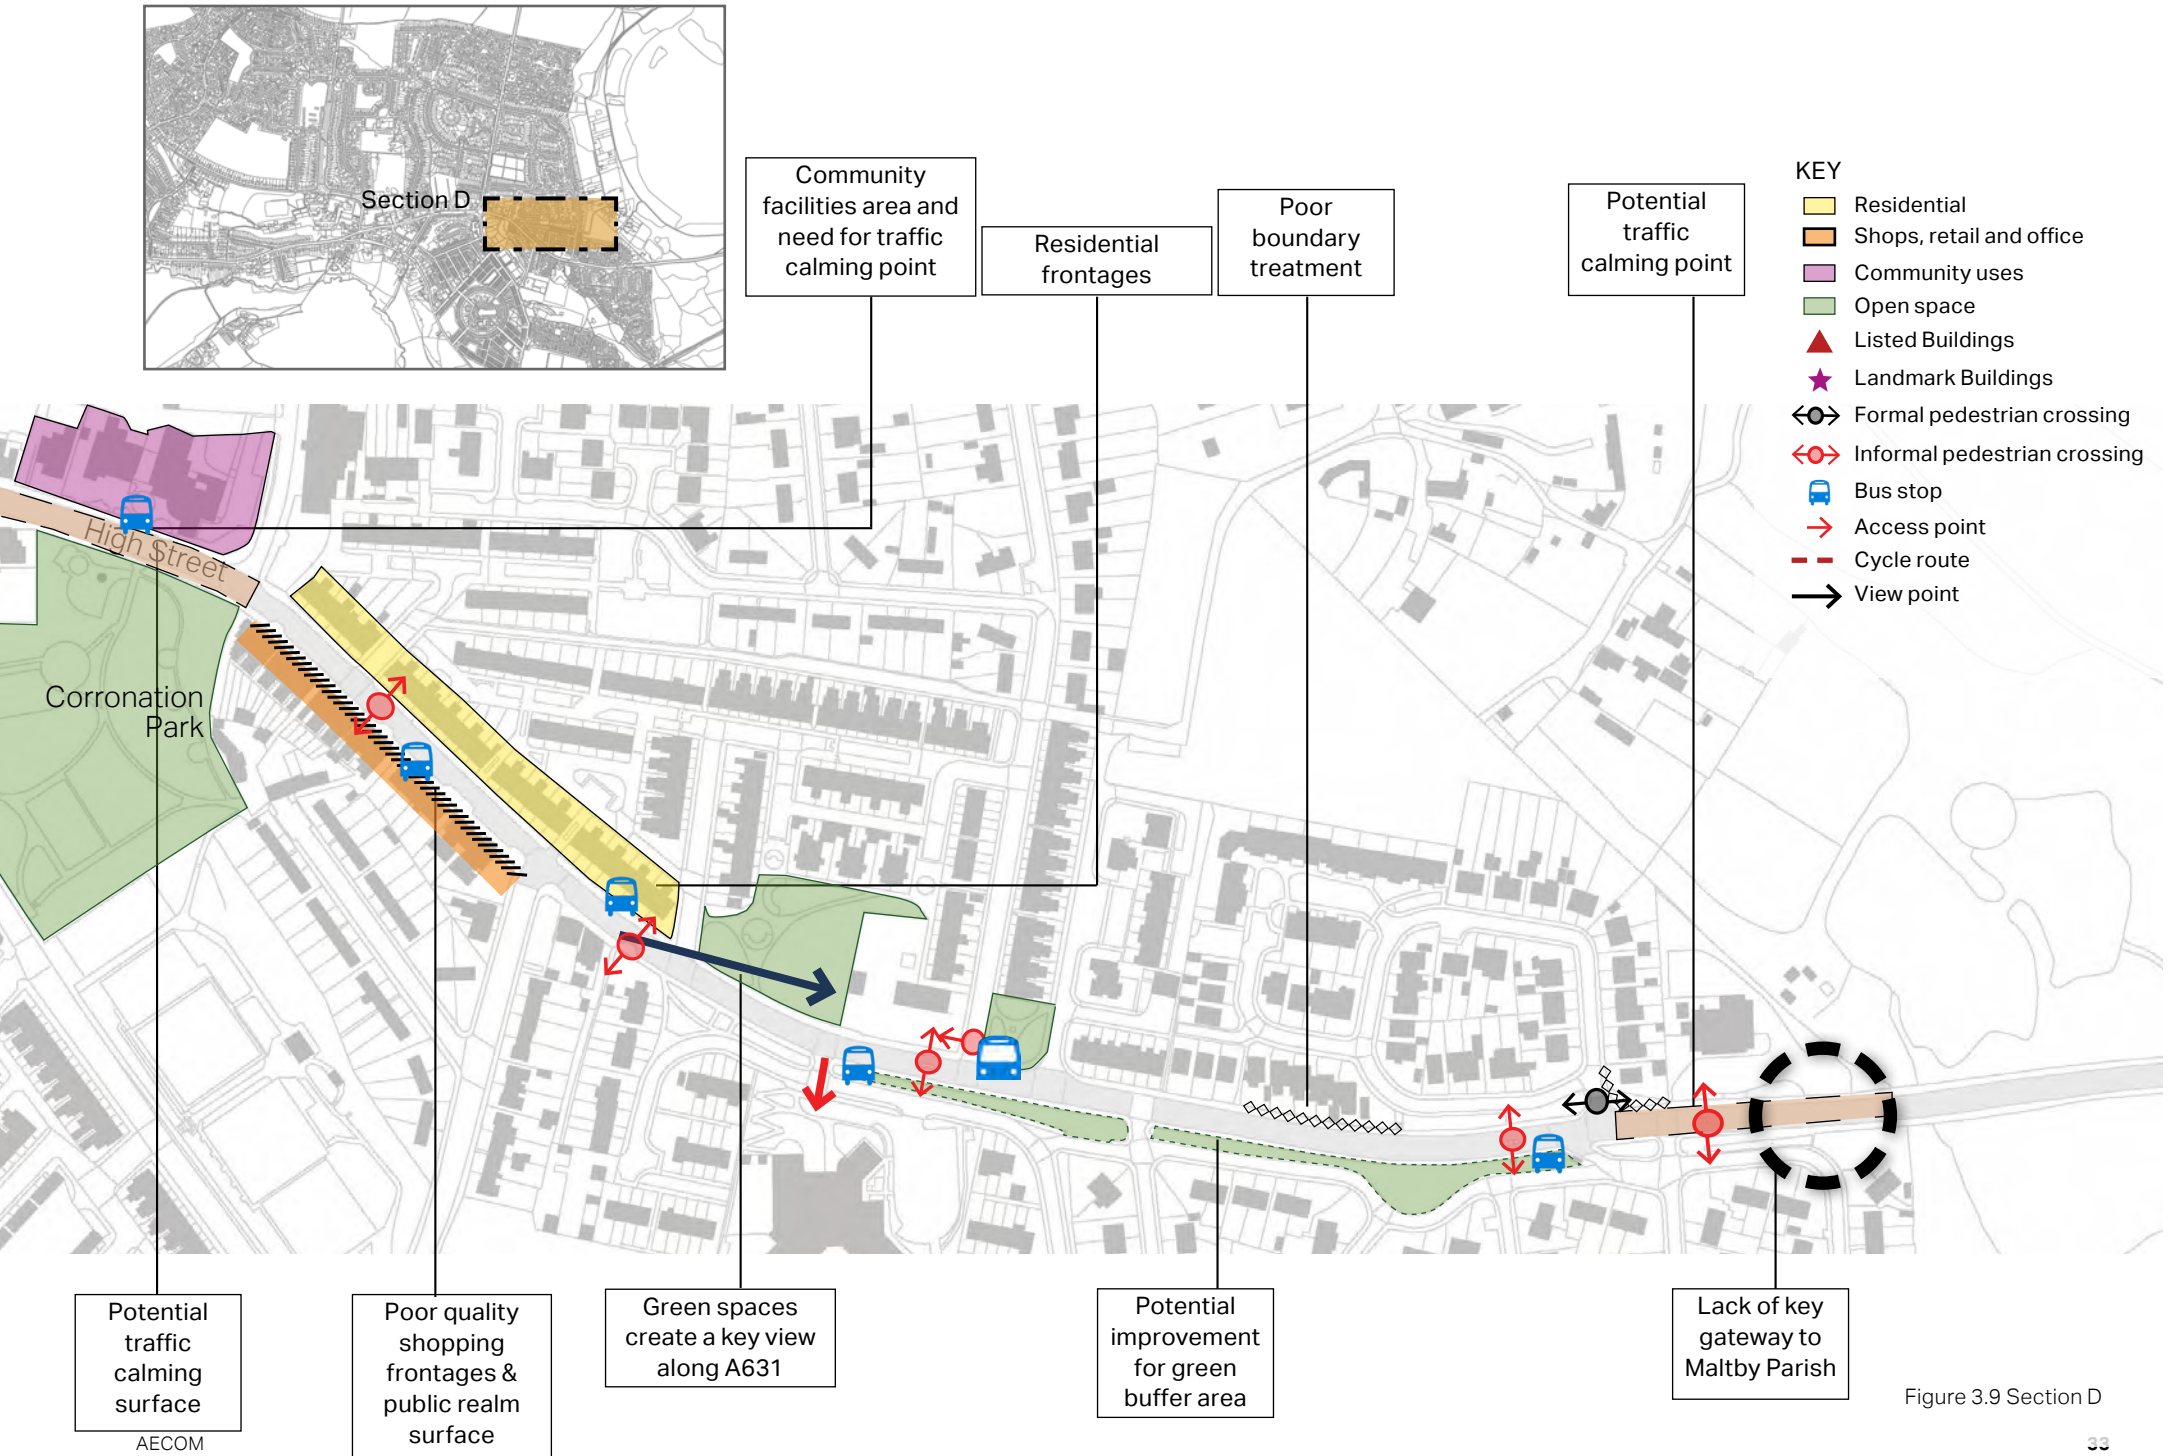 Section D
Community
facilities area and
need for traffic
calming point
Residential
frontages
Poor
boundary
treatment
Potential
traffic
calming point
KEY
Residential
Shops, retail and office
Community uses
Open space
Listed Buildings
Landmark Buildings
Formal pedestrian crossing
Informal pedestrian crossing
Bus stop
Access point
Cycle route
View point
High Street
Corronation
Park
Potential
traffic
calming
surface
Poor quality
shopping
frontages &
public realm
surface
Green spaces
create a key view
along A631
Potential
improvement
for green
buffer area
Lack of key
gateway to
Maltby Parish
Figure 3.9 Section D
AECOM
33